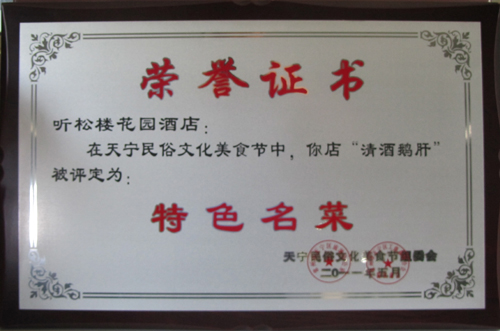 荣誉证书
听松楼花园酒店：
在天宁民俗文化美食节中，你店“清酒鹅肝”
被评定为：
特色名菜
天宁民俗文化美食节组委会
二〇一一年五月